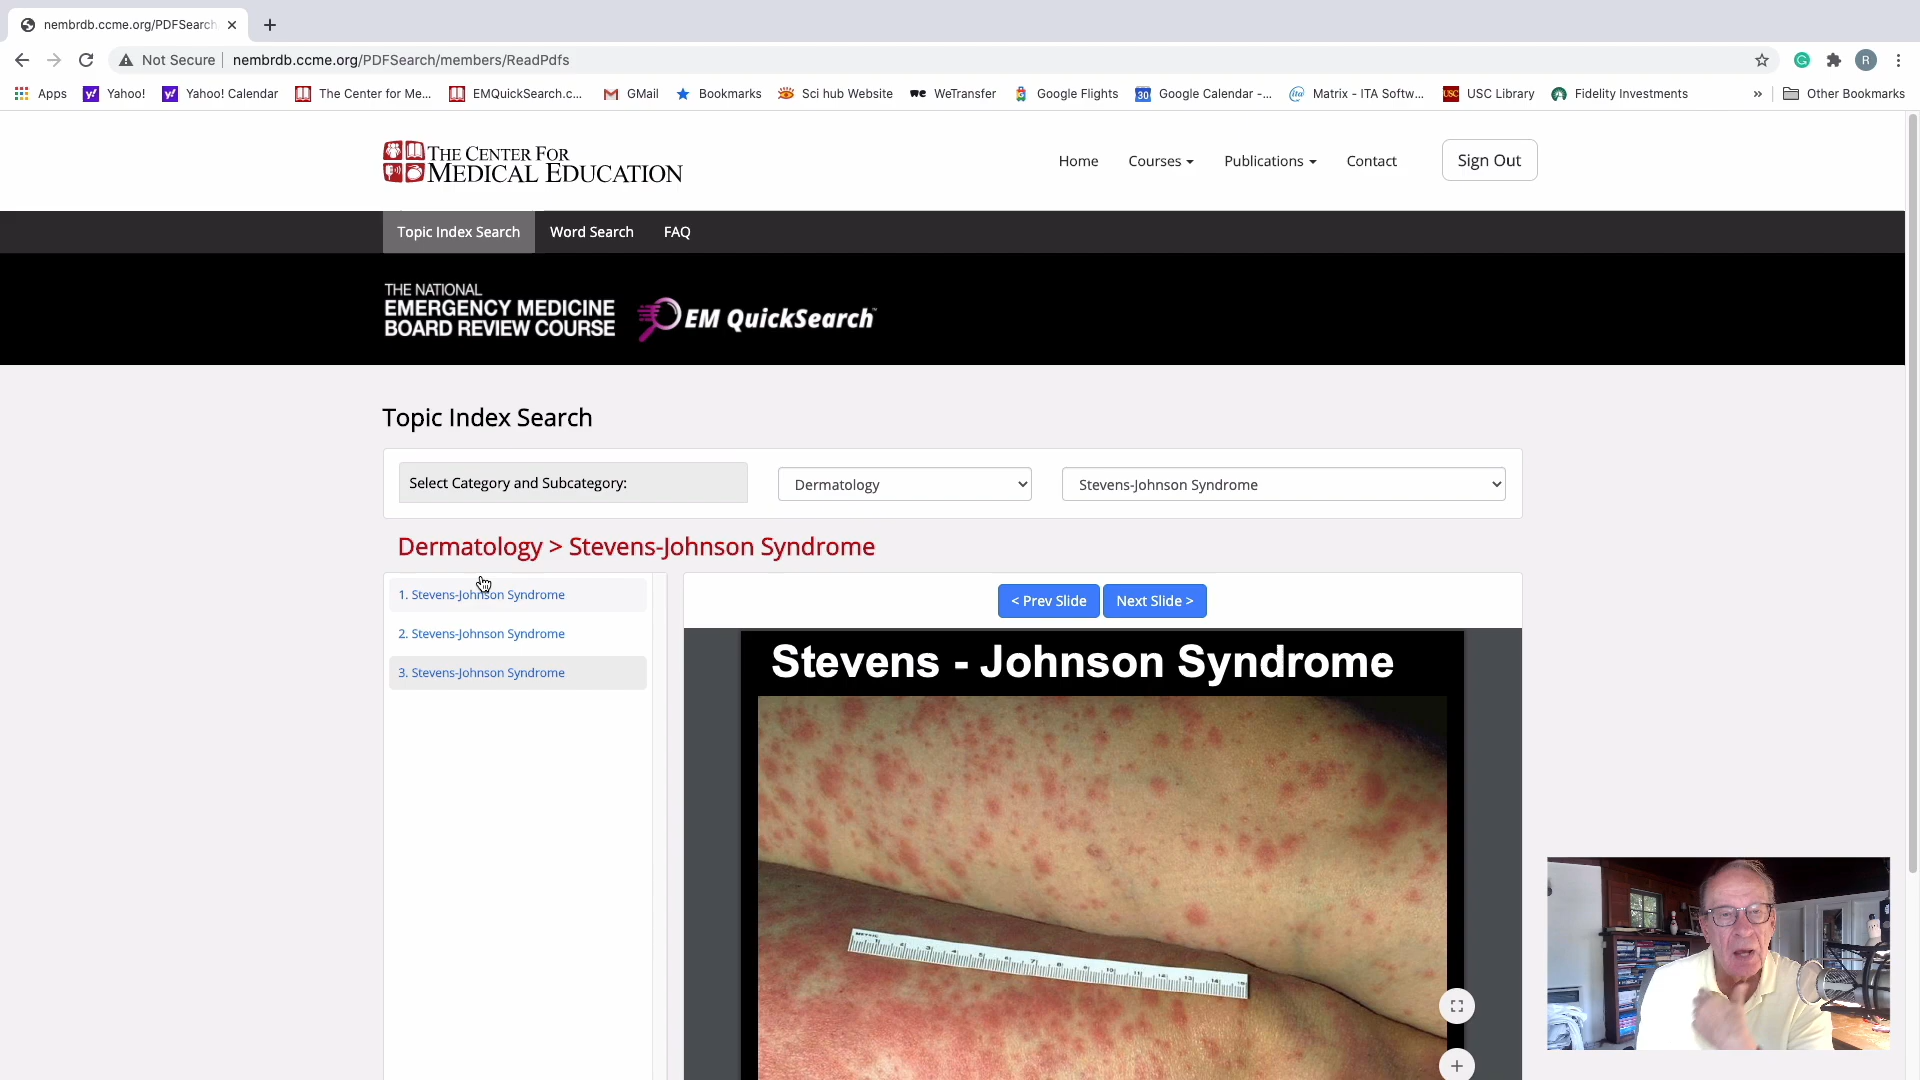 nembrdb.ccme.org/PDFSearch
Not Secure nembrdb.ccme.org/PDFSearch/members/ReadPdfs R
Apps Yahoo! Yahoo! Calendar The Center for Me... EMQuickSearch.c... GMail Bookmarks Sci hub Website WeTransfer Google Flights Google Calendar -... Matrix - ITA Softw... USC Library Fidelity Investments » Other Bookmarks
THE CENTER FOR
MEDICAL EDUCATION
Home Courses Publications Contact Sign Out
Topic Index Search Word Search FAQ
THE NATIONAL
EMERGENCY MEDICINE
BOARD REVIEW COURSE
EM QuickSearch™
Topic Index Search
Select Category and Subcategory: Dermatology Stevens-Johnson Syndrome
Dermatology > Stevens-Johnson Syndrome
1. Stevens-Johnson Syndrome
2. Stevens-Johnson Syndrome
3. Stevens-Johnson Syndrome
< Prev Slide Next Slide >
Stevens - Johnson Syndrome